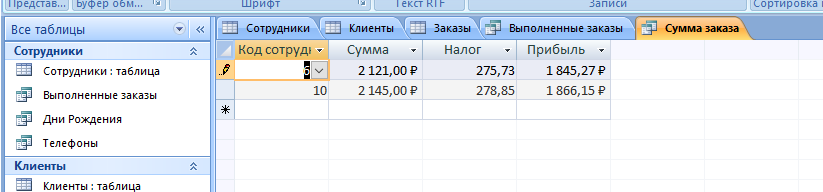 Представ... Буфер обм... Шрифт Текст RTF Записи Сортировка и
Все таблицы
Сотрудники
Сотрудники : таблица
Выполненные заказы
Дни Рождения
Телефоны
Клиенты
Клиенты : таблица
Сотрудники Клиенты Заказы Выполненные заказы Сумма заказа
Код сотруд Сумма Налог Прибыль
6 2 121,00 ₽ 275,73 1 845,27 ₽
10 2 145,00 ₽ 278,85 1 866,15 ₽